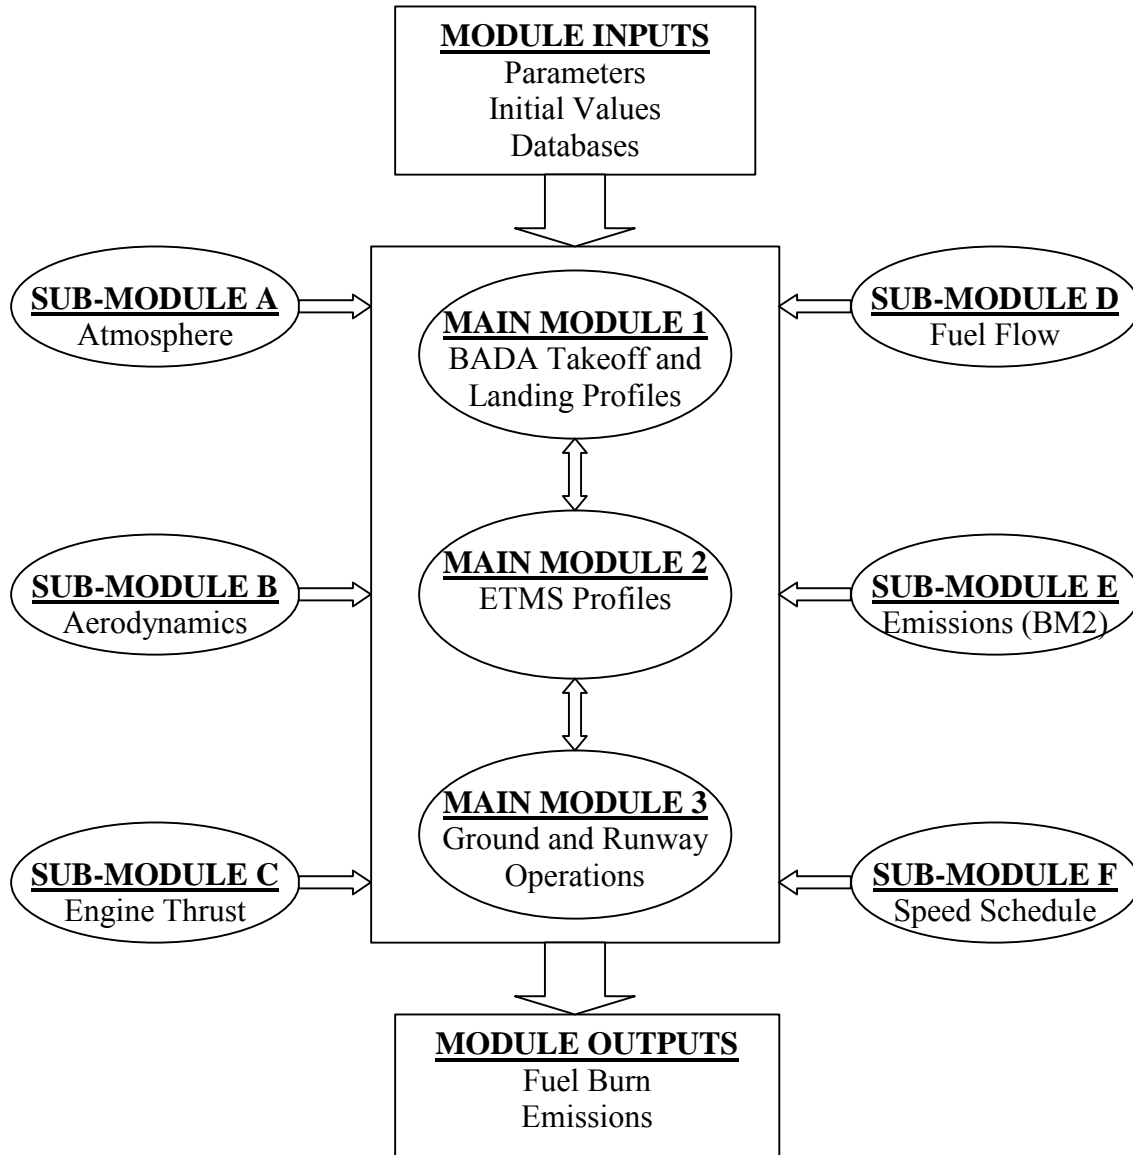 MODULE INPUTS
Parameters
Initial Values
Databases
SUB-MODULE A
Atmosphere
SUB-MODULE B
Aerodynamics
SUB-MODULE C
Engine Thrust
MAIN MODULE 1
BADA Takeoff and
Landing Profiles
MAIN MODULE 2
ETMS Profiles
MAIN MODULE 3
Ground and Runway
Operations
SUB-MODULE D
Fuel Flow
SUB-MODULE E
Emissions (BM2)
SUB-MODULE F
Speed Schedule
MODULE OUTPUTS
Fuel Burn
Emissions